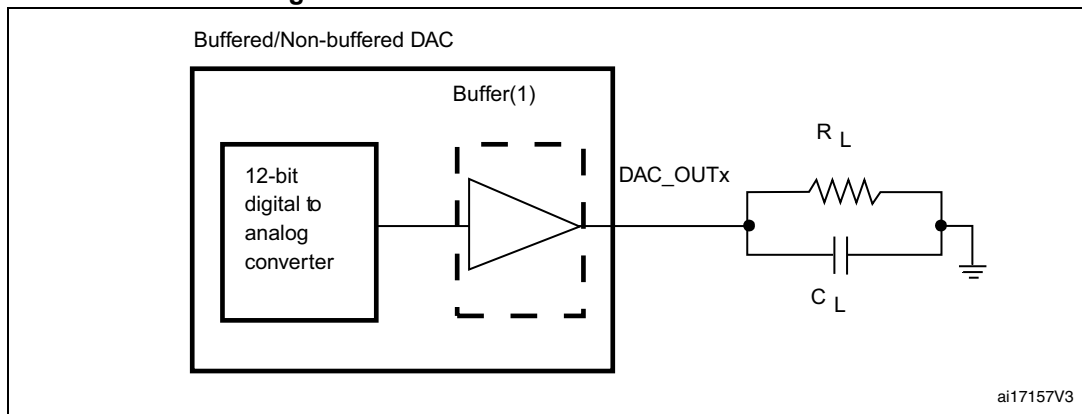 Buffered/Non-buffered DAC
Buffer(1)
12-bit
digital to
analog
converter
DAC_OUTx
R L
C L
ai17157V3